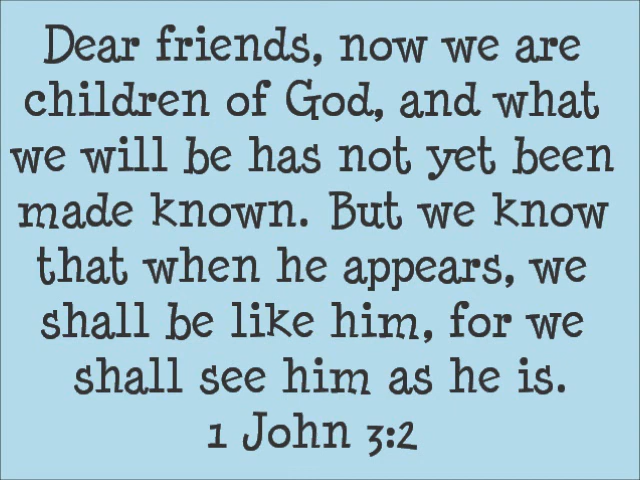 Dear friends, now we are
children of God, and what
we will be has not yet been
made known. But we know
that when he appears, we
shall be like him, for we
shall see him as he is.
1 John 3:2